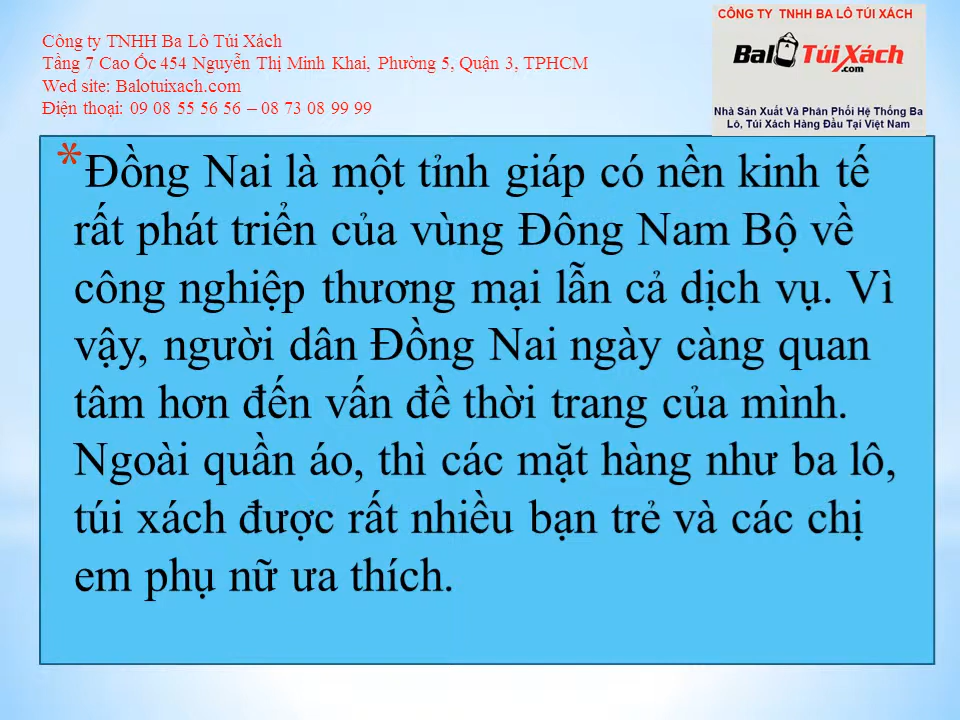 Công ty TNHH Ba Lô Túi Xách
Tầng 7 Cao Ốc 454 Nguyễn Thị Minh Khai, Phường 5, Quận 3, TPHCM
Wed site: Balotuixach.com
Điện thoại: 09 08 55 56 56 – 08 73 08 99 99
CÔNG TY TNHH BA LÔ TÚI XÁCH
Bal TúiXách
.com
Nhà Sản Xuất Và Phân Phối Hệ Thống Ba
Lô, Túi Xách Hàng Đầu Tại Việt Nam
*Đồng Nai là một tỉnh giáp có nền kinh tế
rất phát triển của vùng Đông Nam Bộ về
công nghiệp thương mại lẫn cả dịch vụ. Vì
vậy, người dân Đồng Nai ngày càng quan
tâm hơn đến vấn đề thời trang của mình.
Ngoài quần áo, thì các mặt hàng như ba lô,
túi xách được rất nhiều bạn trẻ và các chị
em phụ nữ ưa thích.